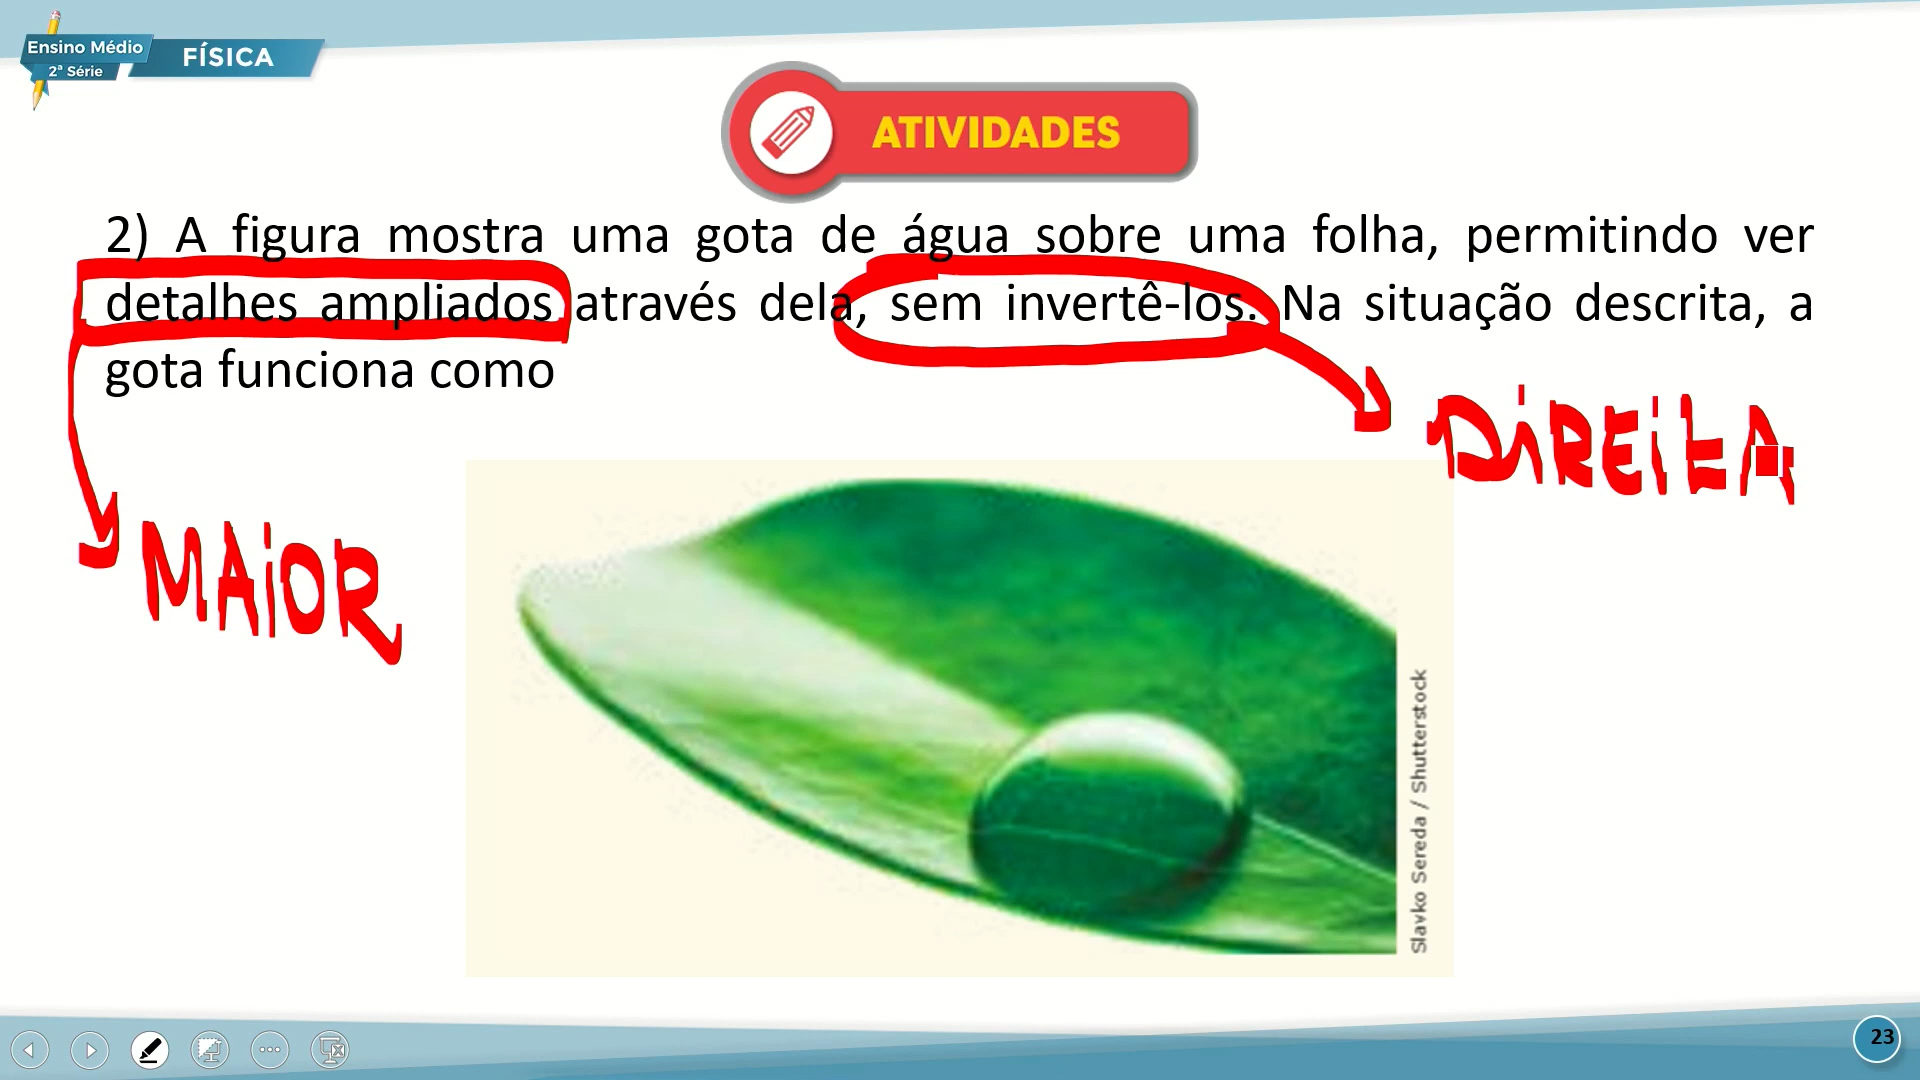 Ensino Médio
2ª Série
FÍSICA
ATIVIDADES
2) A figura mostra uma gota de água sobre uma folha, permitindo ver
detalhes ampliados através dela, sem invertê-los. Na situação descrita, a
gota funciona como
DiREiTA
MAiOR
Slavko Sereda / Shutterstock
23